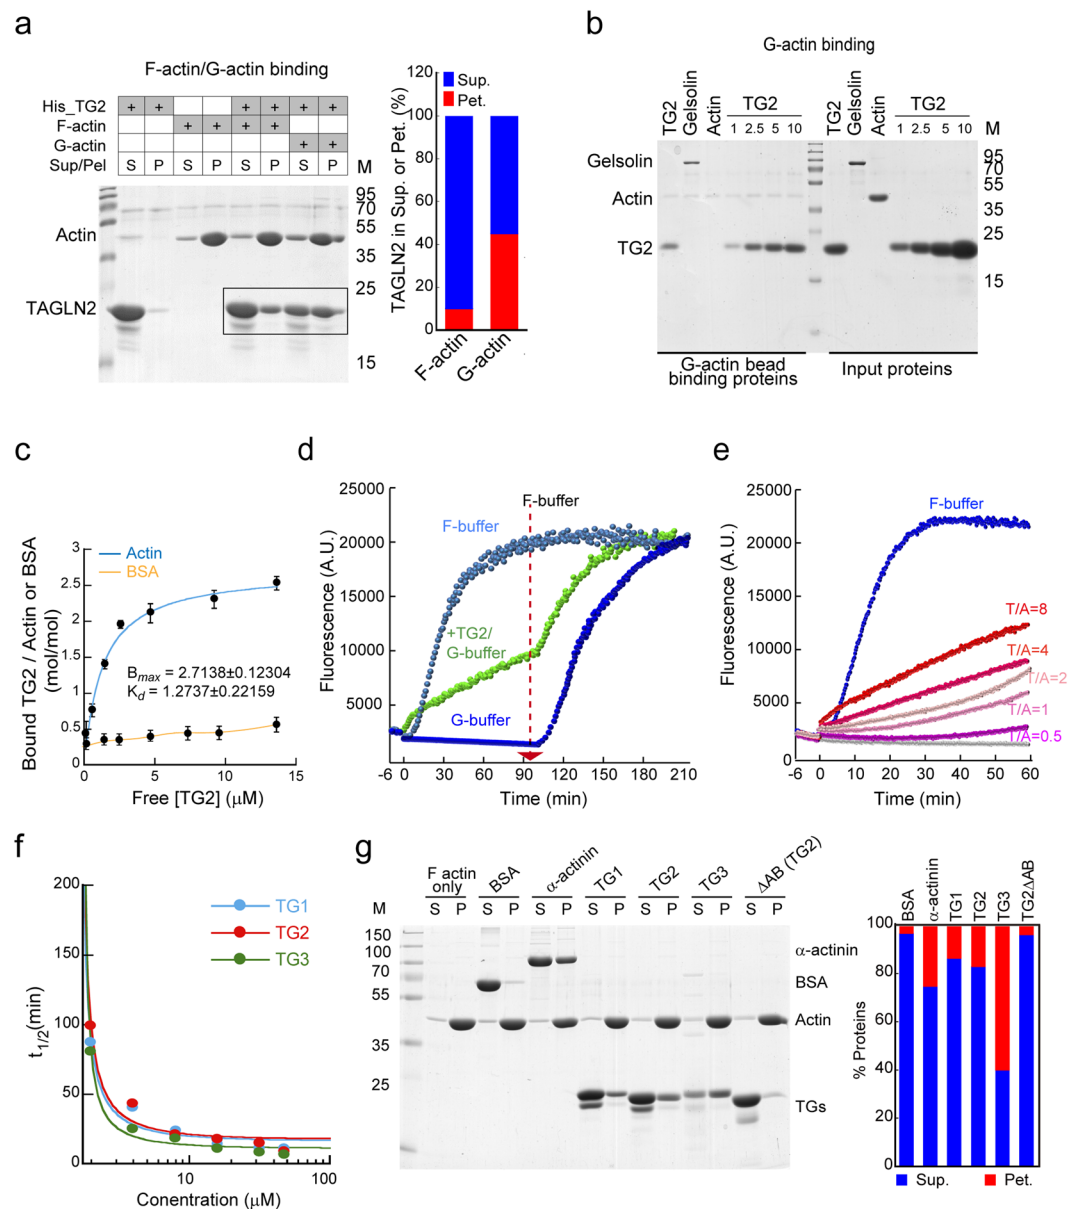 a
F-actin/G-actin binding
His_TG2 + + + + + +
F-actin + + + +
G-actin + +
Sup/Pel S P S P S P S P M
95
70
55
Actin
35
25
TAGLN2
15
TAGLN2 in Sup. or Pet. (%)
120
100
80
60
40
20
0
Sup.
Pet.
F-actin
G-actin
b
G-actin binding
TG2 Gelsolin Actin TG2 TG2 Gelsolin Actin TG2
1 2.5 5 10 1 2.5 5 10 M
Gelsolin
Actin
TG2
95
70
55
35
25
15
G-actin bead
binding proteins
Input proteins
c
Bound TG2 / Actin or BSA
(mol/mol)
3
2.5
2
1.5
1
0.5
0
Actin
BSA
Bmax = 2.7138±0.12304
Kd = 1.2737±0.22159
0 5 10 15
Free [TG2] (μM)
d
Fluorescence (A.U.)
25000
20000
15000
10000
5000
0
F-buffer
F-buffer
+TG2/
G-buffer
G-buffer
-6 0 30 60 90 120 150 180 210
Time (min)
e
Fluorescence (A.U.)
25000
20000
15000
10000
5000
0
F-buffer
T/A=8
T/A=4
T/A=2
T/A=1
T/A=0.5
-6 0 10 20 30 40 50 60
Time (min)
f
t1/2(min)
200
150
100
50
0
TG1
TG2
TG3
10 100
Conentration (μM)
g
F actin
only
BSA
α-actinin
TG1
TG2
TG3
ΔAB (TG2)
M S P S P S P S P S P S P S P
150
100
70
55
35
25
α-actinin
BSA
Actin
TGs
BSA
α-actinin
TG1
TG2
TG3
TG2ΔAB
% Proteins
100
80
60
40
20
0
Sup.
Pet.